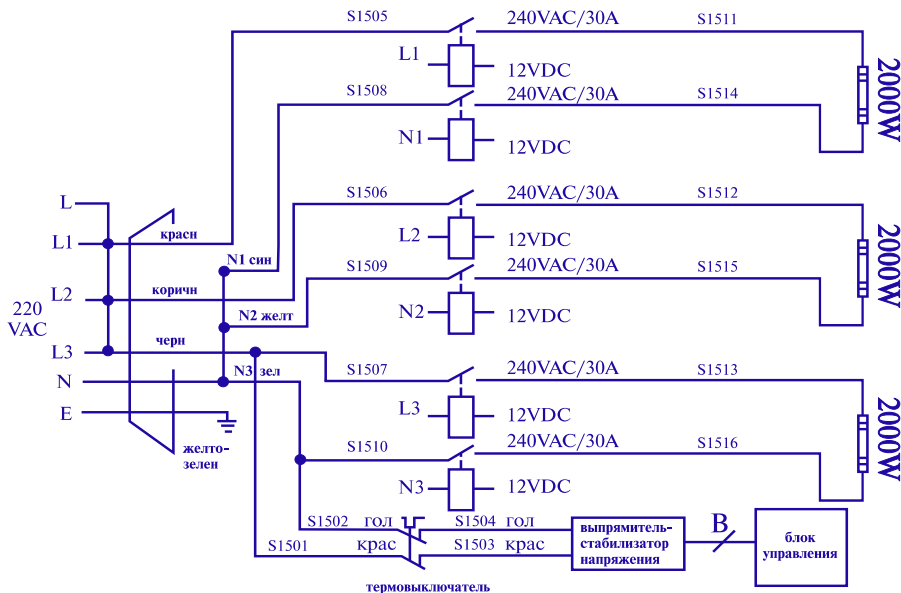 S1505
240VAC/30A
S1511
L1
12VDC
2000W
S1508
240VAC/30A
S1514
N1
12VDC
S1506
240VAC/30A
S1512
L
L1
красн
N1 син
L2
12VDC
2000W
S1509
240VAC/30A
S1515
L2
коричн
N2 желт
N2
12VDC
220
VAC
L3
черн
N3 зел
S1507
240VAC/30A
S1513
N
E
L3
12VDC
2000W
желто-
зелен
S1510
240VAC/30A
S1516
N3
12VDC
S1502 гол
S1504 гол
S1501
крас
S1503 крас
выпрямитель-
стабилизатор
напряжения
B
блок
управления
термовыключатель